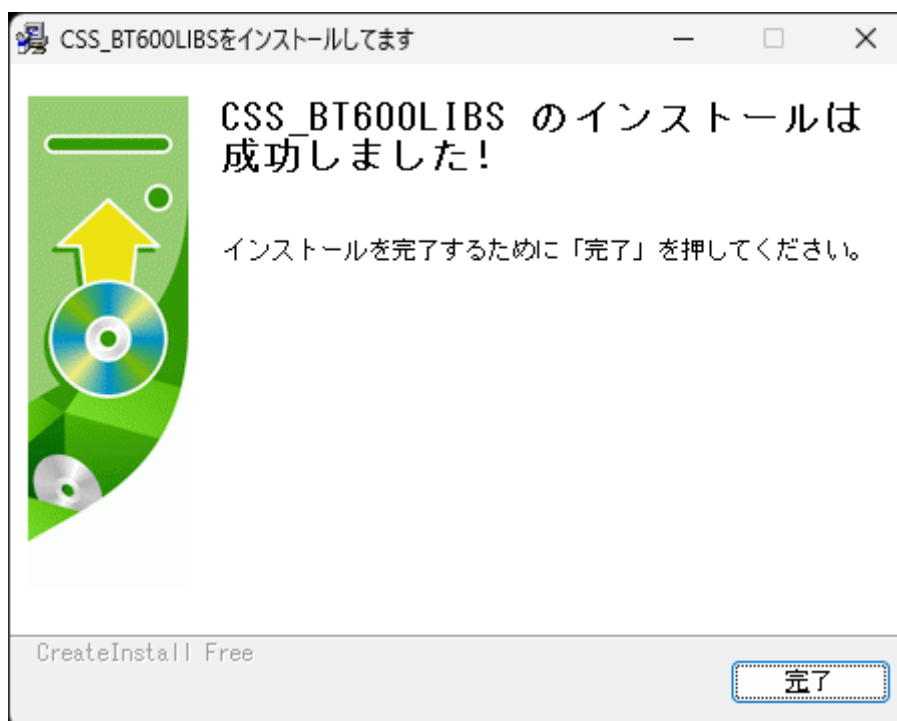 CSS_BT600LIBSをインストールしてます
CSS_BT600LIBS のインストールは
成功しました!
インストールを完了するために「完了」を押してください。
CreateInstall Free
完了